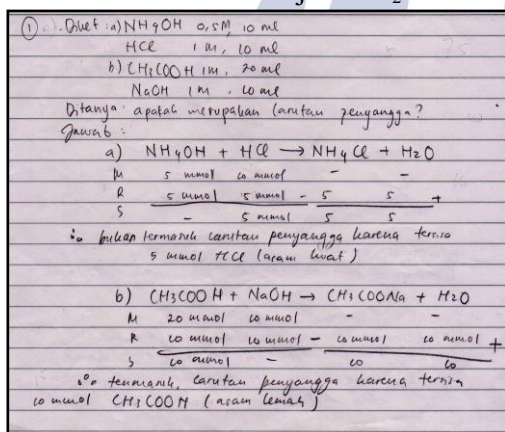 ① Diket : a) NH4OH 0,5M, 10 ml
HCl 1 M, 10 ml
b) CH3COOH 1M. 20 ml
NaOH 1M. 10 ml
Ditanya : apakah merupakan larutan penyangga?
Jawab :
a) NH4OH + HCl → NH4Cl + H2O
M 5 mmol 10 mmol - -
R 5 mmol 5 mmol - 5 5 +
S - 5 mmol 5 5
∴ bukan termasuk larutan penyangga karena tersisa
5 mmol HCl (asam kuat)
b) CH3COOH + NaOH → CH3COONa + H2O
M 20 mmol 10 mmol - -
R 10 mmol 10 mmol - 10 mmol 10 mmol +
S 10 mmol - 10 10
∴ termasuk larutan penyangga karena tersisa
10 mmol CH3COOH (asam lemah)